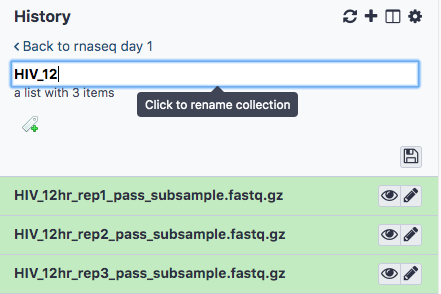 History
Back to rnaseq day 1
HIV_12
a list with 3 items
Click to rename collection
HIV_12hr_rep1_pass_subsample.fastq.gz
HIV_12hr_rep2_pass_subsample.fastq.gz
HIV_12hr_rep3_pass_subsample.fastq.gz